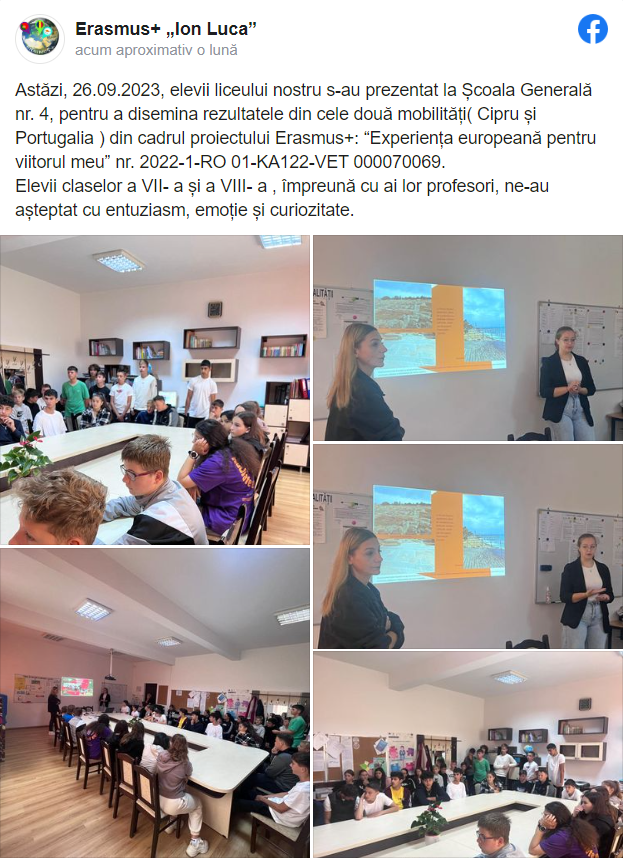 Erasmus+ „Ion Luca”
acum aproximativ o lună
Astăzi, 26.09.2023, elevii liceului nostru s-au prezentat la Școala Generală
nr. 4, pentru a disemina rezultatele din cele două mobilități( Cipru și
Portugalia ) din cadrul proiectului Erasmus+: “Experiența europeană pentru
viitorul meu” nr. 2022-1-RO 01-KA122-VET 000070069.
Elevii claselor a VII- a și a VIII- a , împreună cu ai lor profesori, ne-au
așteptat cu entuziasm, emoție și curiozitate.